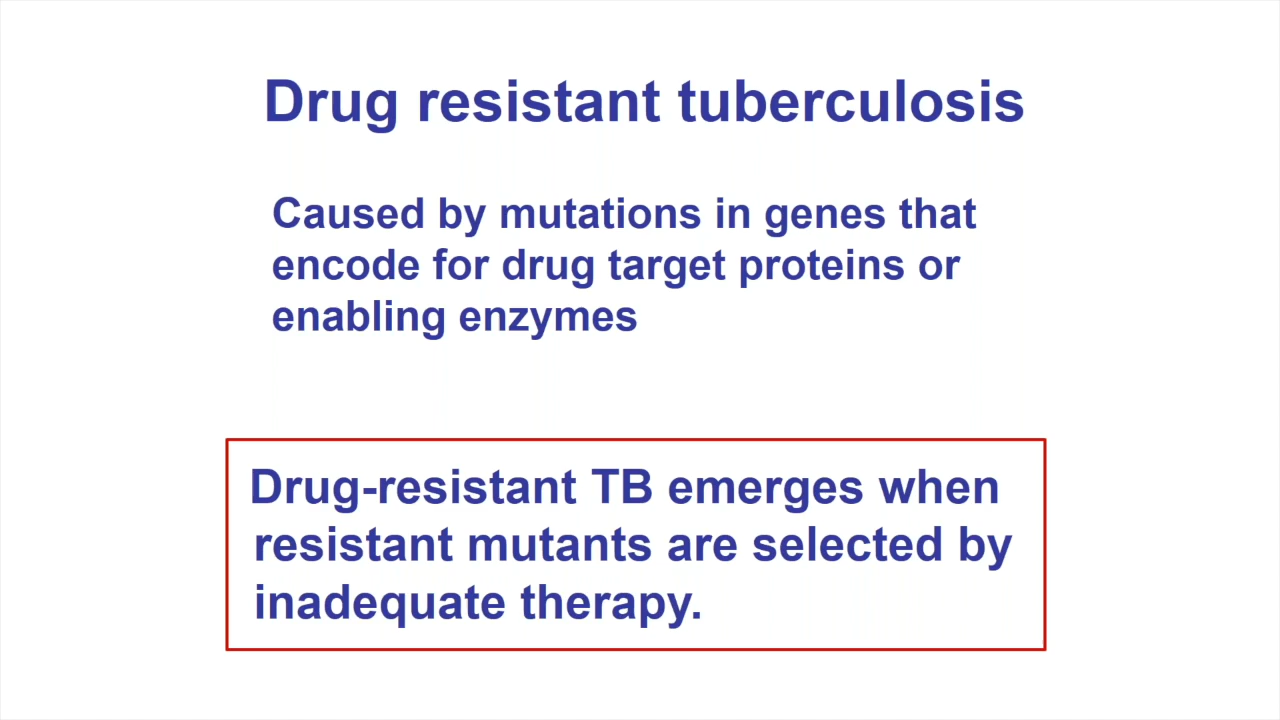 Drug resistant tuberculosis
Caused by mutations in genes that
encode for drug target proteins or
enabling enzymes
Drug-resistant TB emerges when
resistant mutants are selected by
inadequate therapy.